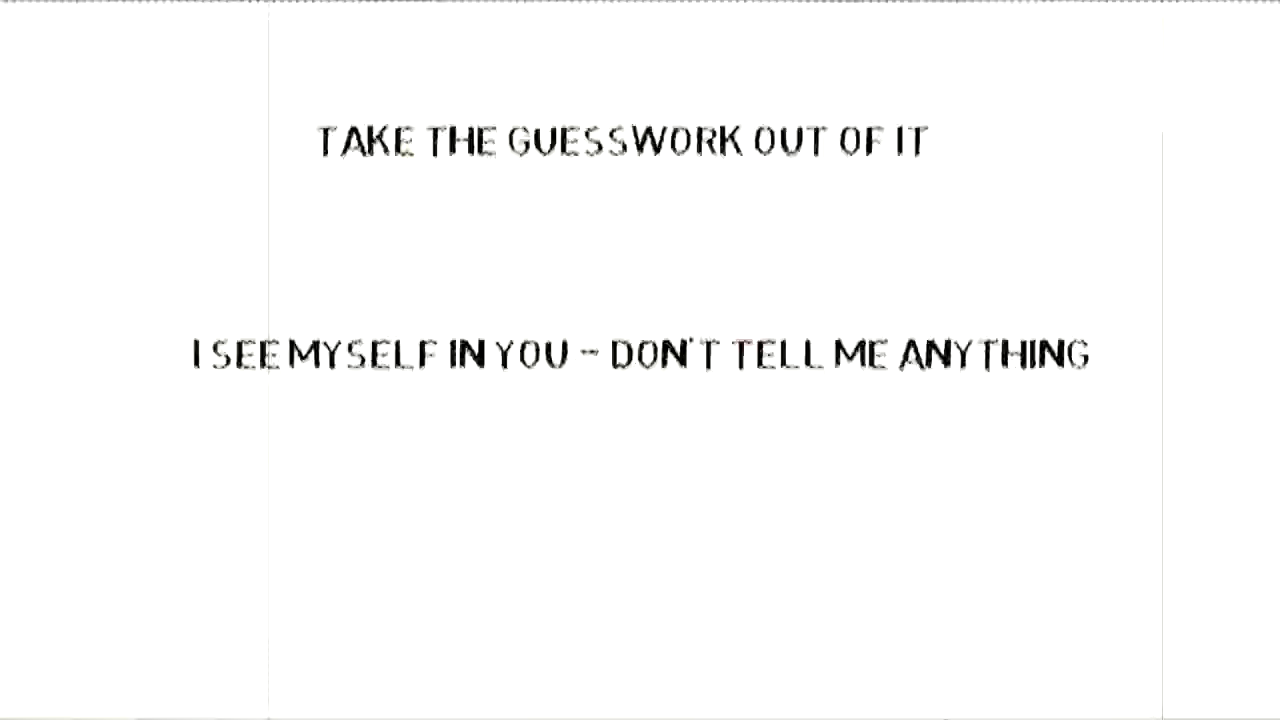 TAKE THE GUESSWORK OUT OF IT
I SEE MYSELF IN YOU - DON'T TELL ME ANYTHING